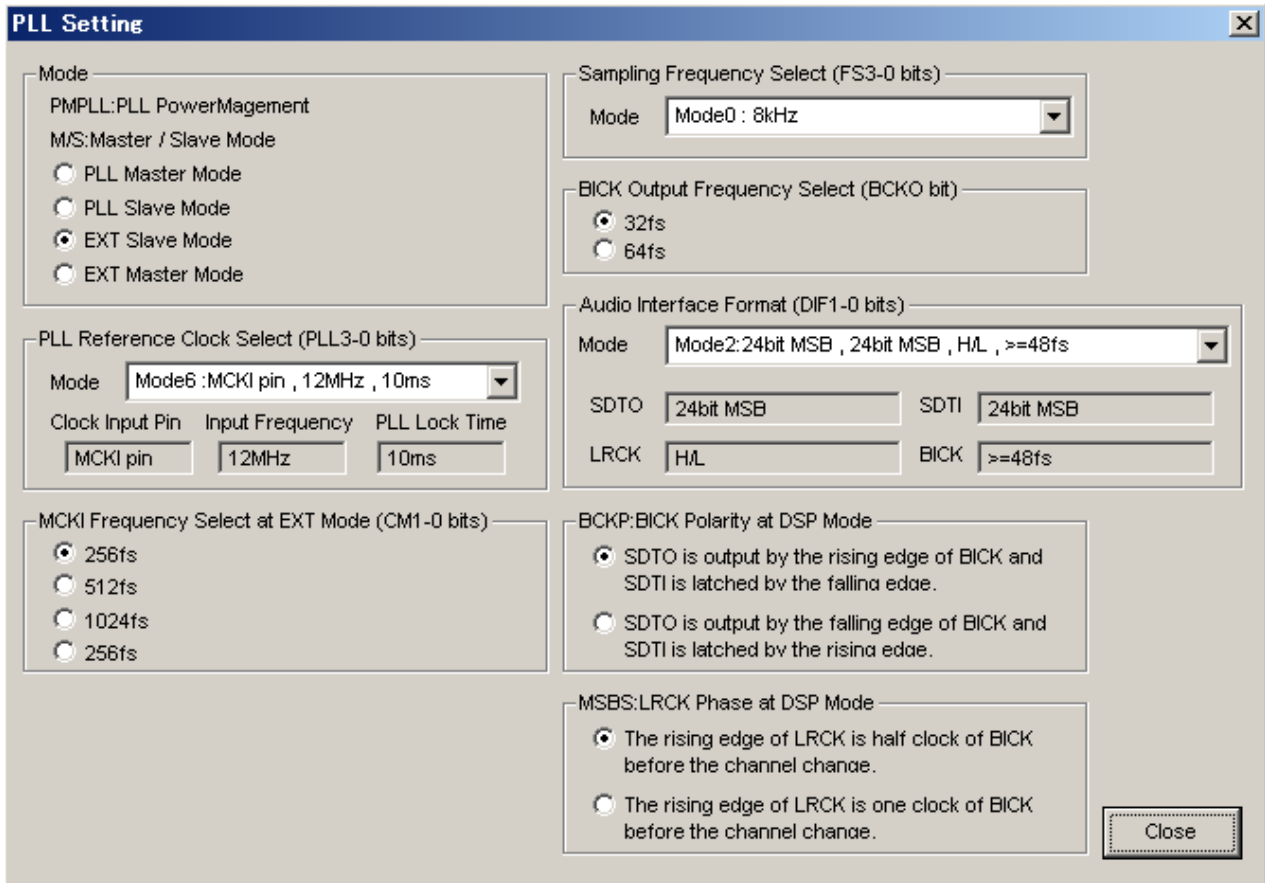 PLL Setting
Mode
PMPLL:PLL PowerMagement
M/S:Master / Slave Mode
PLL Master Mode
PLL Slave Mode
EXT Slave Mode
EXT Master Mode
PLL Reference Clock Select (PLL3-0 bits)
Mode
Mode6 :MCKI pin , 12MHz , 10ms
Clock Input Pin
Input Frequency
PLL Lock Time
MCKI pin
12MHz
10ms
MCKI Frequency Select at EXT Mode (CM1-0 bits)
256fs
512fs
1024fs
256fs
Sampling Frequency Select (FS3-0 bits)
Mode
Mode0 : 8kHz
BICK Output Frequency Select (BCKO bit)
32fs
64fs
Audio Interface Format (DIF1-0 bits)
Mode
Mode2:24bit MSB , 24bit MSB , H/L , >=48fs
SDTO
24bit MSB
SDTI
24bit MSB
LRCK
H/L
BICK
>=48fs
BCKP:BICK Polarity at DSP Mode
SDTO is output by the rising edge of BICK and
SDTI is latched by the falling edge.
SDTO is output by the falling edge of BICK and
SDTI is latched by the rising edge.
MSBS:LRCK Phase at DSP Mode
The rising edge of LRCK is half clock of BICK
before the channel change.
The rising edge of LRCK is one clock of BICK
before the channel change.
Close